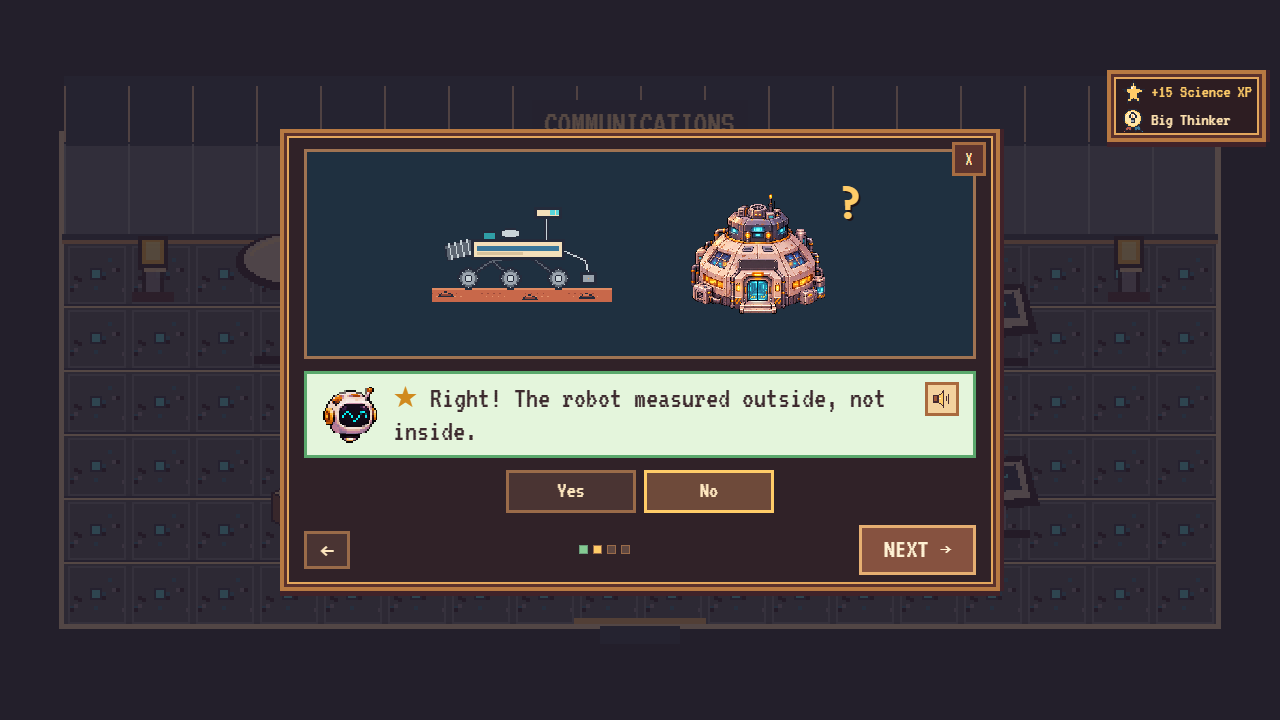 COMMUNICATIONS
+15 Science XP
Big Thinker
X
?
★ Right! The robot measured outside, not
inside.
Yes
No
←
NEXT →